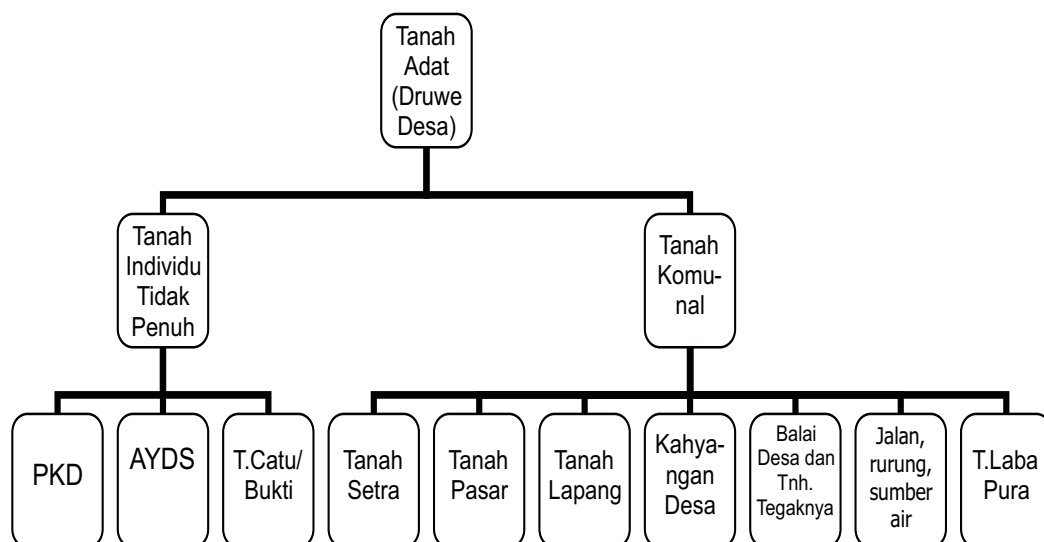 Tanah
Adat
(Druwe
Desa)
Tanah
Individu
Tidak
Penuh
Tanah
Komu-
nal
PKD
AYDS
T.Catu/
Bukti
Tanah
Setra
Tanah
Pasar
Tanah
Lapang
Kahya-
ngan
Desa
Balai
Desa dan
Tnh.
Tegaknya
Jalan,
rurung,
sumber
air
T.Laba
Pura